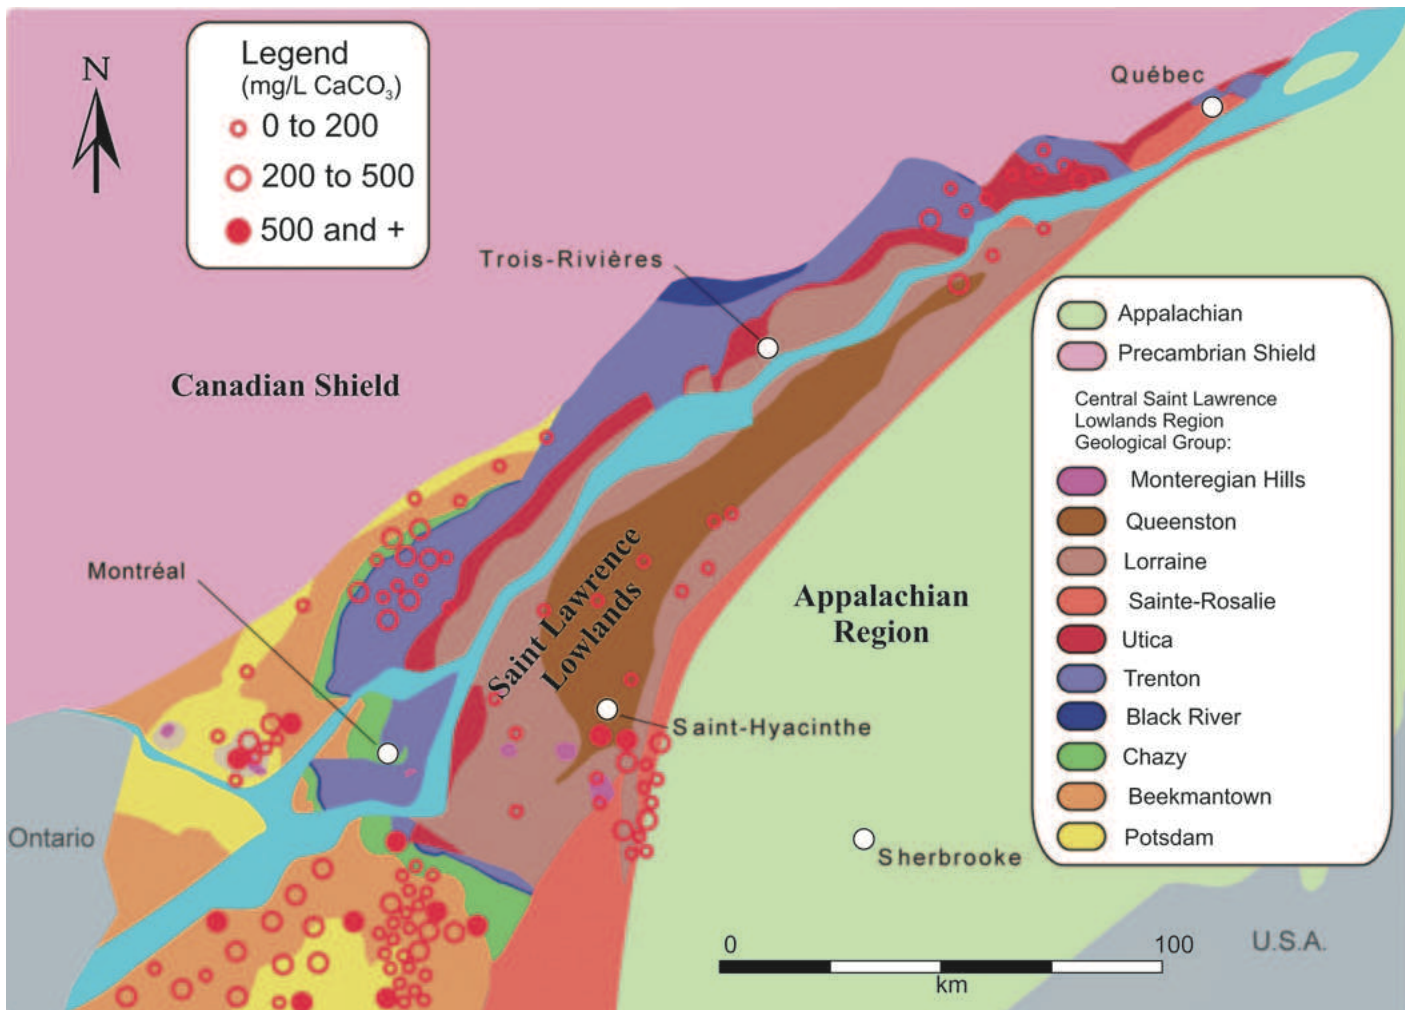 Legend
(mg/L CaCO₃)
0 to 200
200 to 500
500 and +
N
Québec
Trois-Rivières
Canadian Shield
Montréal
Saint Lawrence
Lowlands
Appalachian
Region
Saint-Hyacinthe
Sherbrooke
Ontario
U.S.A.
0 100
km
Appalachian
Precambrian Shield
Central Saint Lawrence
Lowlands Region
Geological Group:
Monteregian Hills
Queenston
Lorraine
Sainte-Rosalie
Utica
Trenton
Black River
Chazy
Beekmantown
Potsdam